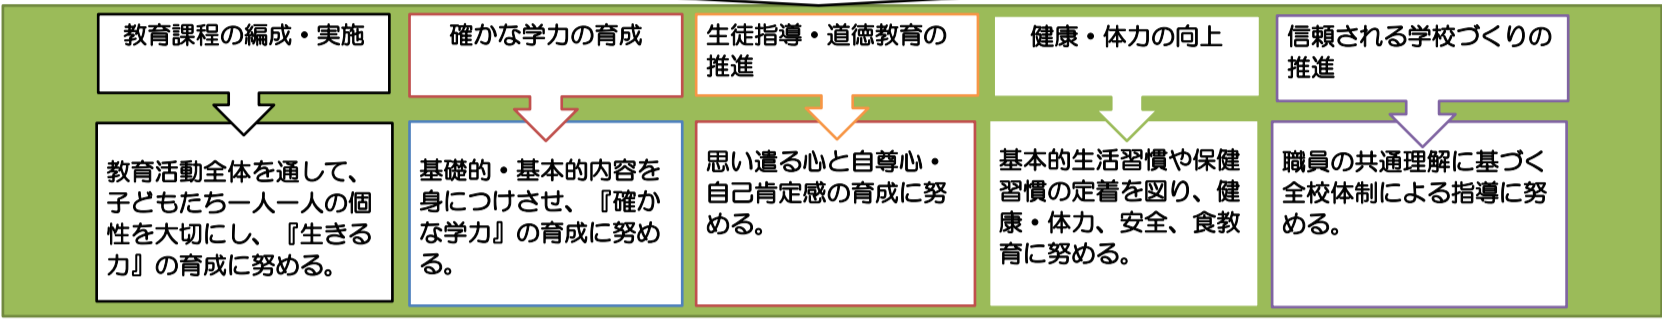 教育課程の編成・実施
教育活動全体を通して、
子どもたち一人一人の個
性を大切にし、『生きる
力』の育成に努める。
確かな学力の育成
基礎的・基本的内容を
身につけさせ、『確か
な学力』の育成に努め
る。
生徒指導・道徳教育の
推進
思い遣る心と自尊心・
自己肯定感の育成に努
める。
健康・体力の向上
基本的生活習慣や保健
習慣の定着を図り、健
康・体力、安全、食教
育に努める。
信頼される学校づくりの
推進
職員の共通理解に基づく
全校体制による指導に努
める。